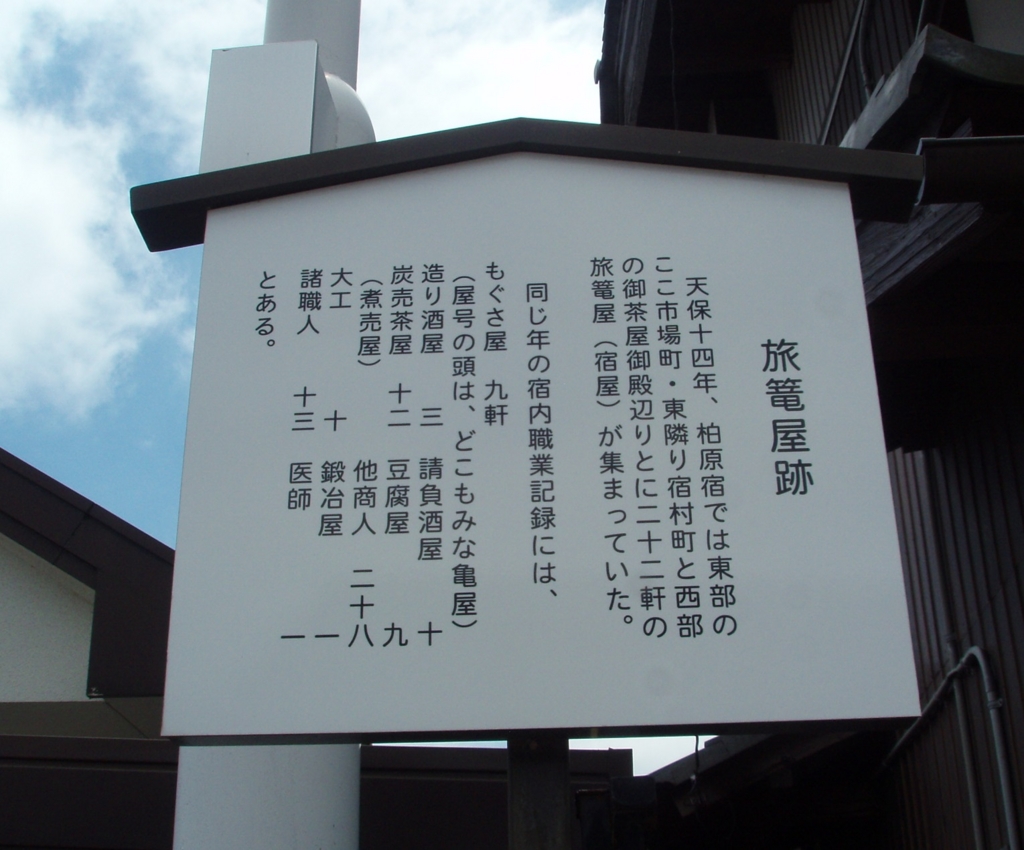 旅篭屋跡
天保十四年、柏原宿では東部の
ここ市場町・東隣り宿村町と西部
の御茶屋御殿辺りとに二十二軒の
旅篭屋（宿屋）が集まっていた。
同じ年の宿内職業記録には、
もぐさ屋 九軒
（屋号の頭は、どこもみな亀屋）
造り酒屋 三 請負酒屋 十
炭売茶屋 十二 豆腐屋 九
（煮売屋） 他商人 二十八
大工 十 鍛冶屋 一
諸職人 十三 医師 一
とある。